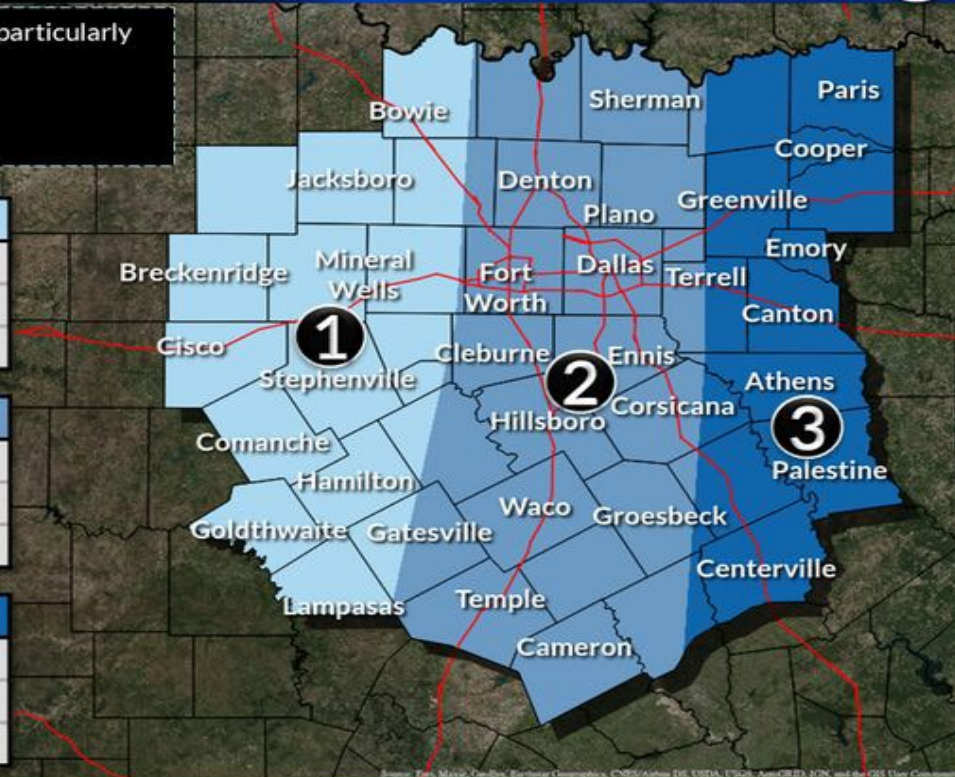 particularly
Bowie
Sherman
Paris
Cooper
Jacksboro
Denton
Plano
Greenville
Breckenridge
Mineral
Wells
Fort
Worth
Dallas
Terrell
Emory
Canton
Cisco
1
Stephenville
Cleburne
2
Ennis
Hillsboro
Corsicana
Athens
3
Palestine
Comanche
Hamilton
Goldthwaite
Gatesville
Waco
Groesbeck
Centerville
Lampasas
Temple
Cameron